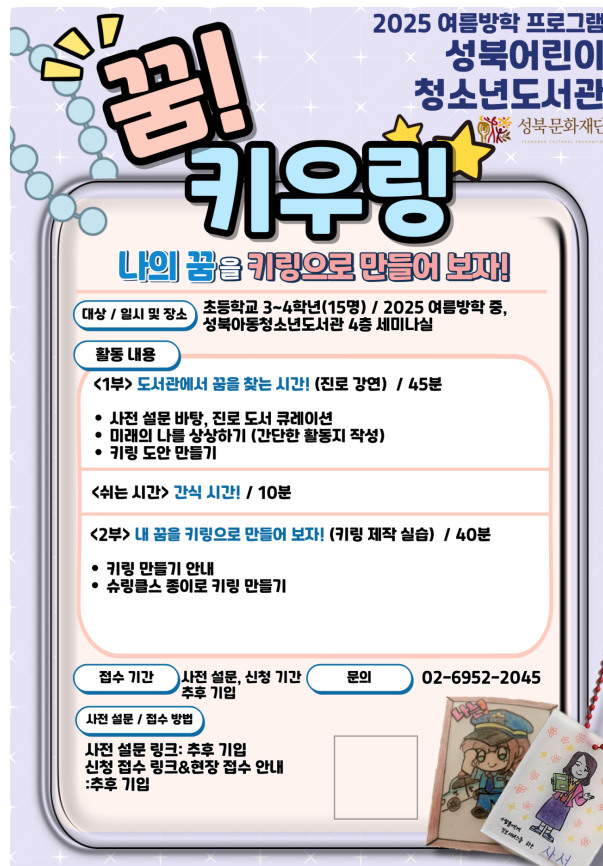 2025 여름방학 프로그램
성북어린이
청소년도서관
성북문화재단
꿈!
키우링
나의 꿈을 키링으로 만들어 보자!
대상 / 일시 및 장소
초등학교 3~4학년(15명) / 2025 여름방학 중,
성북아동청소년도서관 4층 세미나실
활동 내용
<1부> 도서관에서 꿈을 찾는 시간! (진로 강연) / 45분
• 사전 설문 바탕, 진로 도서 큐레이션
• 미래의 나를 상상하기 (간단한 활동지 작성)
• 키링 도안 만들기
<쉬는 시간> 간식 시간! / 10분
<2부> 내 꿈을 키링으로 만들어 보자! (키링 제작 실습) / 40분
• 키링 만들기 안내
• 슈링클스 종이로 키링 만들기
접수 기간
사전 설문, 신청 기간
추후 기입
문의
02-6952-2045
사전 설문 / 접수 방법
사전 설문 링크: 추후 기입
신청 접수 링크&현장 접수 안내
:추후 기입
나는!
사서